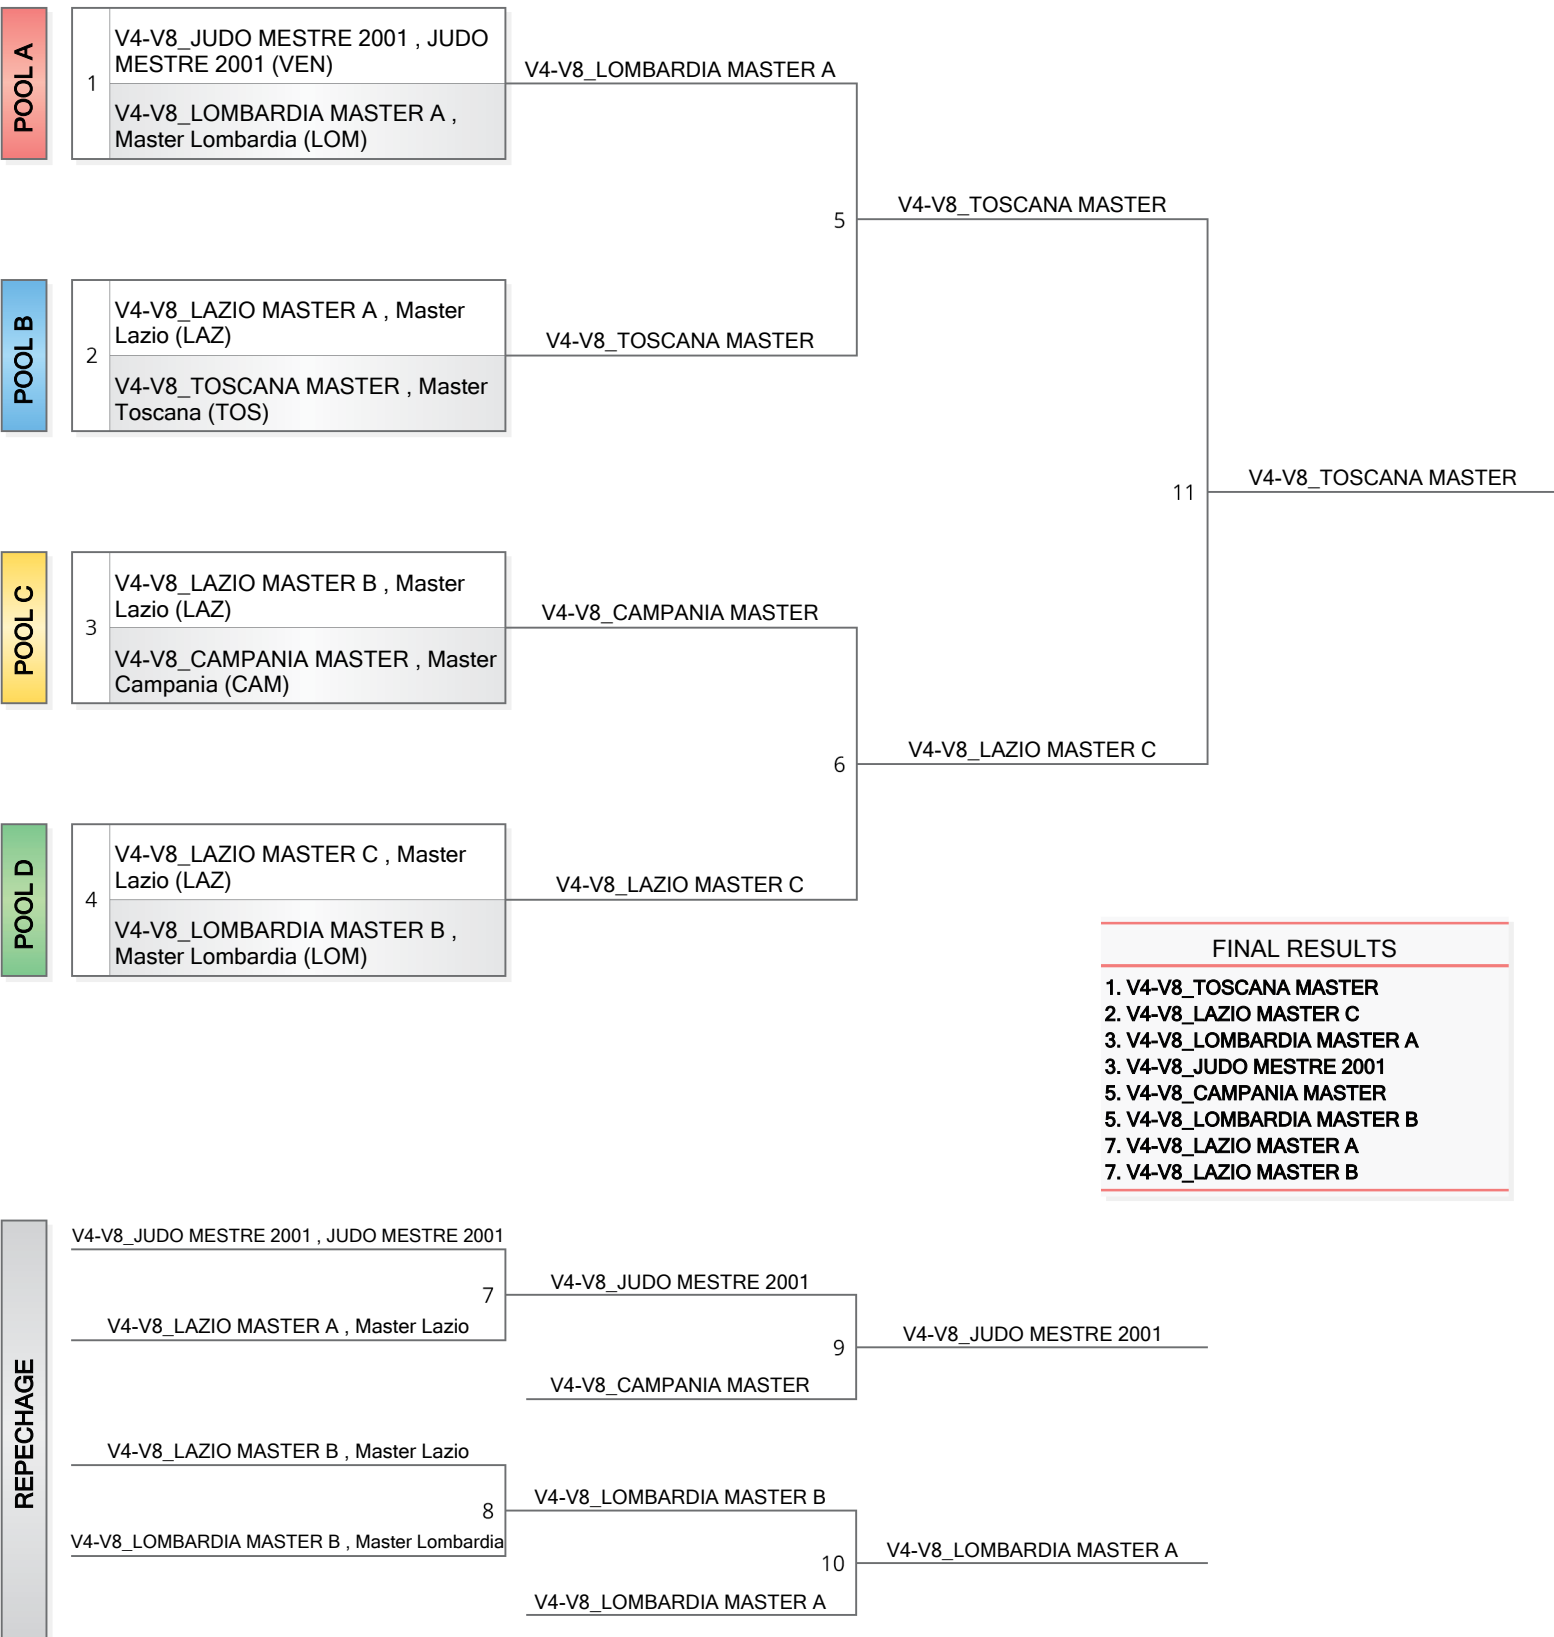 POOL A
1
V4-V8_JUDO MESTRE 2001 , JUDO
MESTRE 2001 (VEN)
V4-V8_LOMBARDIA MASTER A ,
Master Lombardia (LOM)
V4-V8_LOMBARDIA MASTER A
5
V4-V8_TOSCANA MASTER
POOL B
2
V4-V8_LAZIO MASTER A , Master
Lazio (LAZ)
V4-V8_TOSCANA MASTER , Master
Toscana (TOS)
V4-V8_TOSCANA MASTER
11
V4-V8_TOSCANA MASTER
POOL C
3
V4-V8_LAZIO MASTER B , Master
Lazio (LAZ)
V4-V8_CAMPANIA MASTER , Master
Campania (CAM)
V4-V8_CAMPANIA MASTER
6
V4-V8_LAZIO MASTER C
POOL D
4
V4-V8_LAZIO MASTER C , Master
Lazio (LAZ)
V4-V8_LOMBARDIA MASTER B ,
Master Lombardia (LOM)
V4-V8_LAZIO MASTER C
FINAL RESULTS
1. V4-V8_TOSCANA MASTER
2. V4-V8_LAZIO MASTER C
3. V4-V8_LOMBARDIA MASTER A
3. V4-V8_JUDO MESTRE 2001
5. V4-V8_CAMPANIA MASTER
5. V4-V8_LOMBARDIA MASTER B
7. V4-V8_LAZIO MASTER A
7. V4-V8_LAZIO MASTER B
REPECHAGE
V4-V8_JUDO MESTRE 2001 , JUDO MESTRE 2001
7
V4-V8_LAZIO MASTER A , Master Lazio
V4-V8_JUDO MESTRE 2001
9
V4-V8_JUDO MESTRE 2001
V4-V8_CAMPANIA MASTER
V4-V8_LAZIO MASTER B , Master Lazio
8
V4-V8_LOMBARDIA MASTER B , Master Lombardia
V4-V8_LOMBARDIA MASTER B
10
V4-V8_LOMBARDIA MASTER A
V4-V8_LOMBARDIA MASTER A